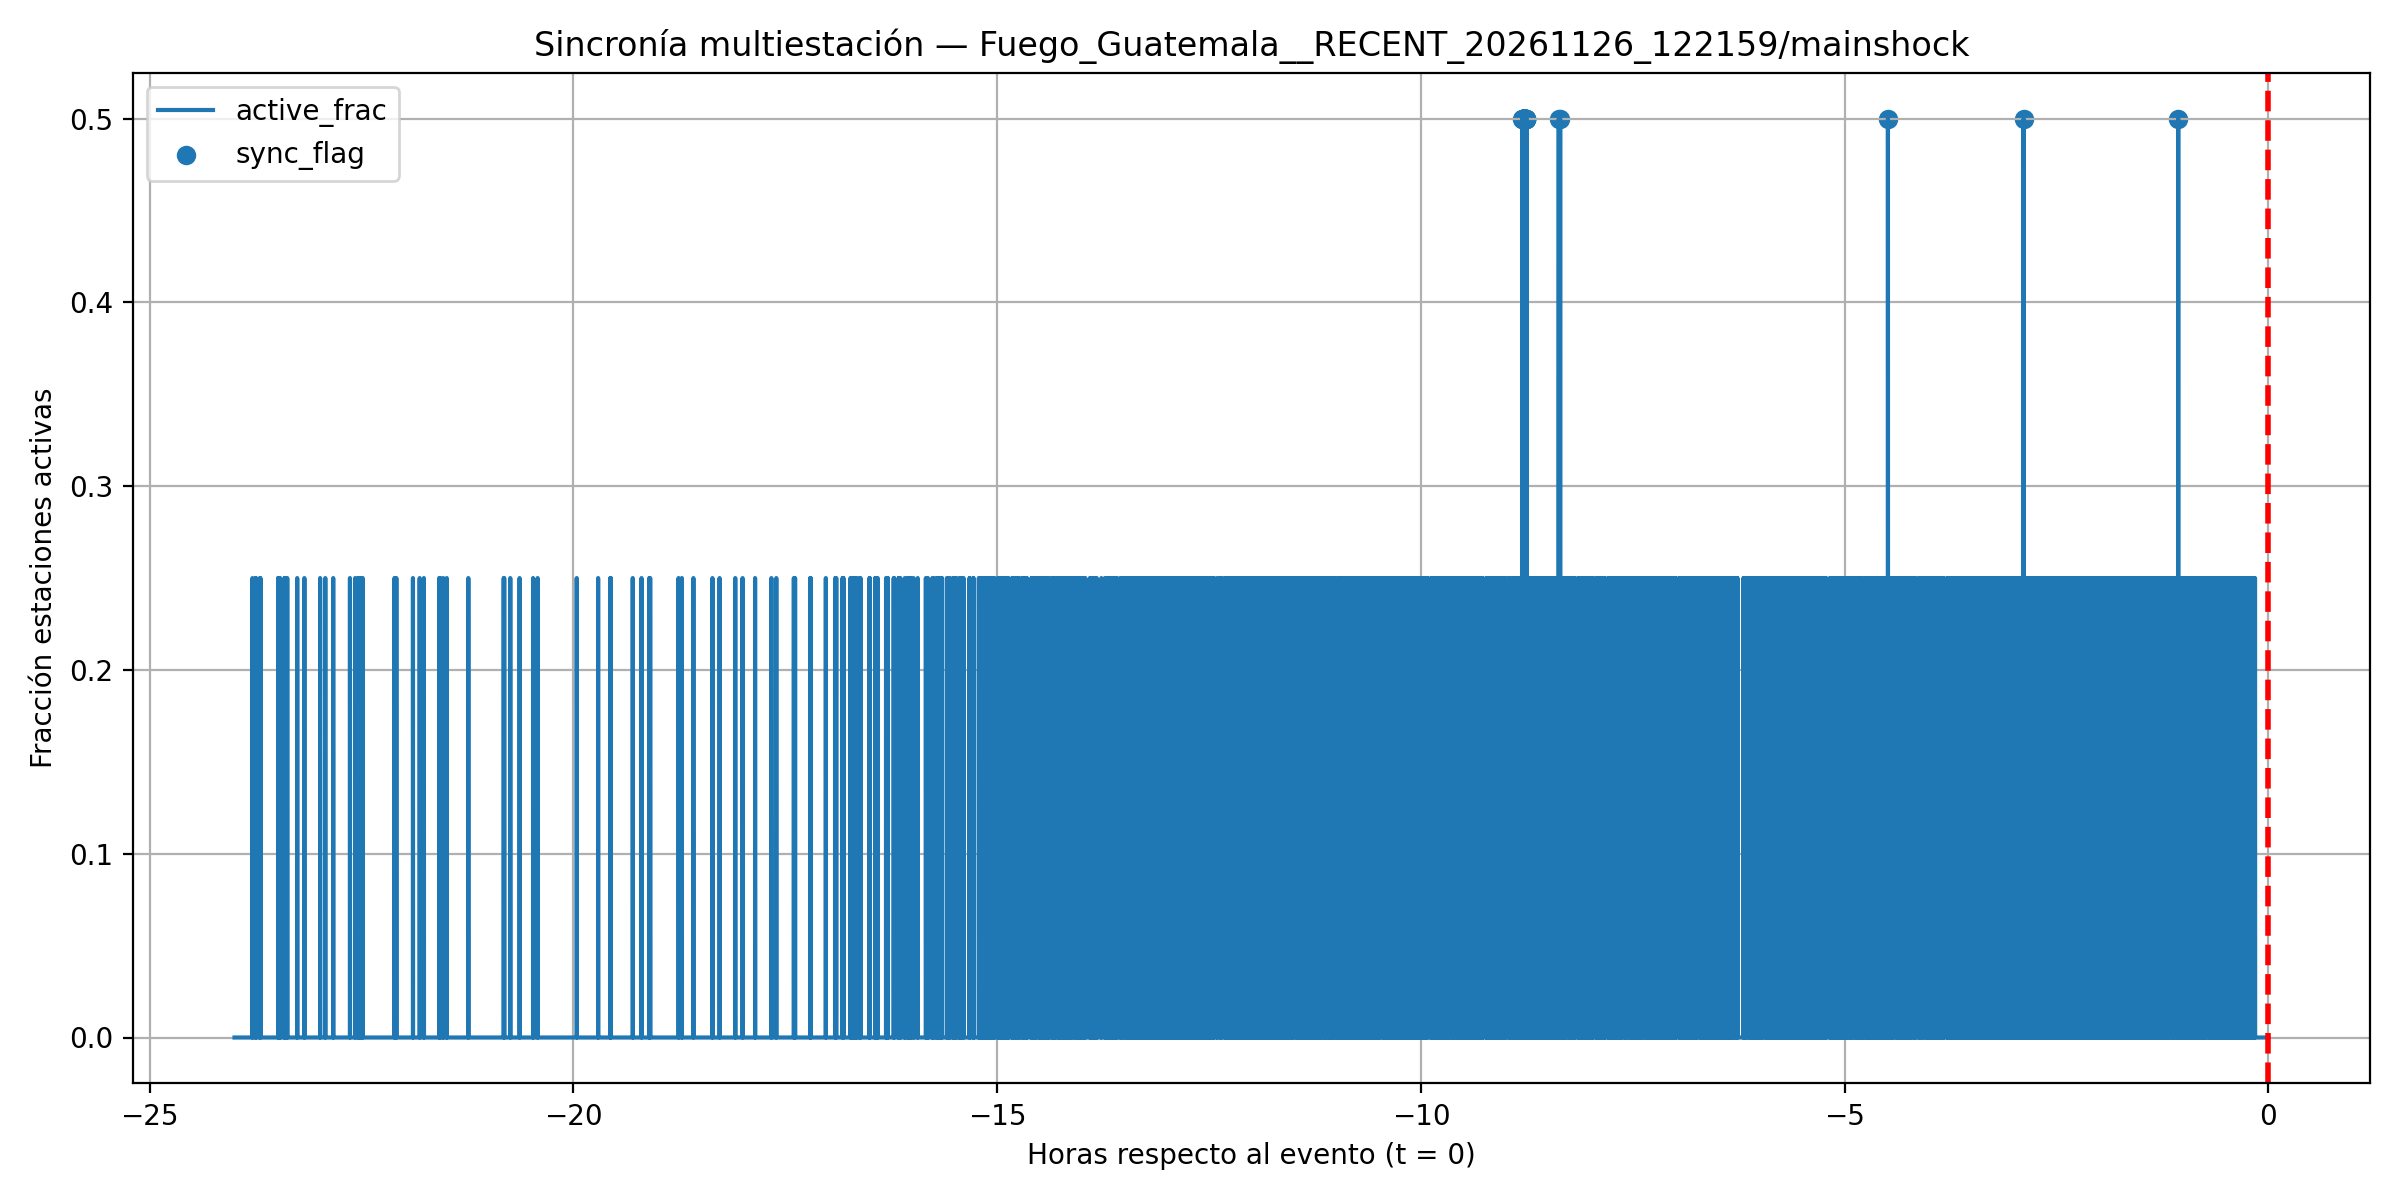 Sincronía multiestación — Fuego_Guatemala__RECENT_20261126_122159/mainshock
active_frac
sync_flag
Fracción estaciones activas
0.5
0.4
0.3
0.2
0.1
0.0
−25
−20
−15
−10
−5
0
Horas respecto al evento (t = 0)